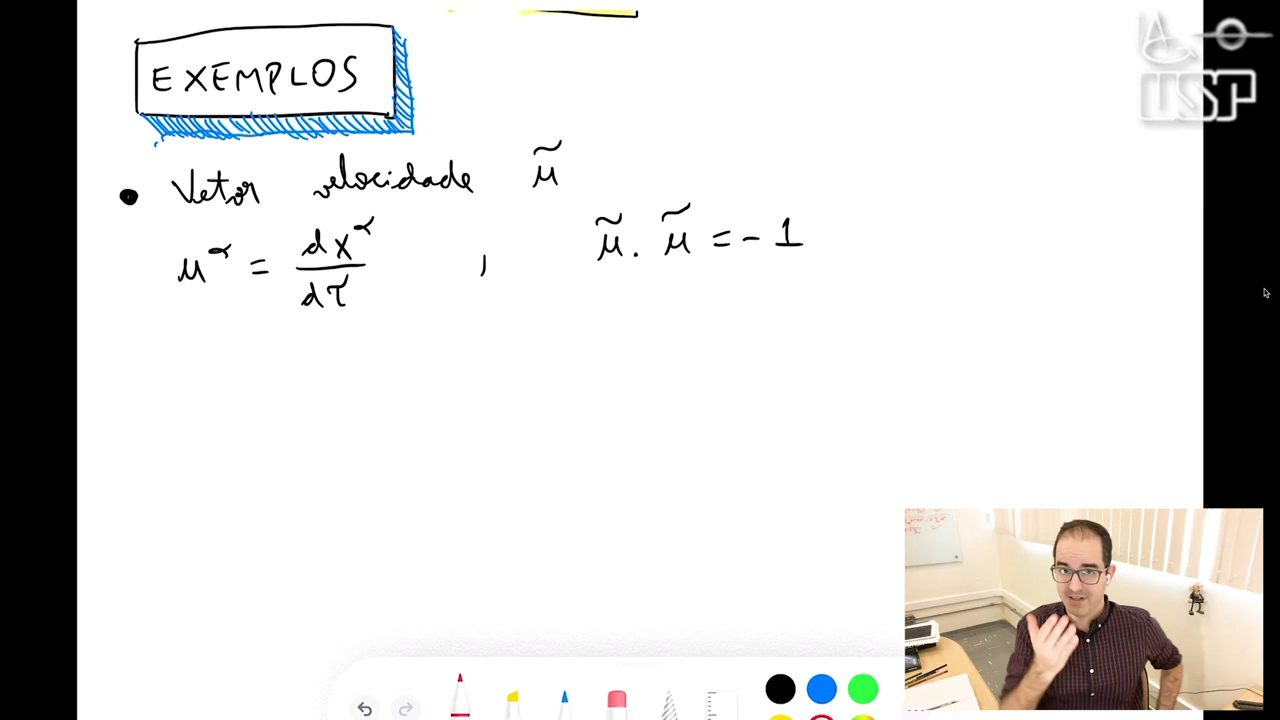 EXEMPLOS
• Vetor velocidade ũ
u^α = dx^α / dτ , ũ . ũ = - 1
USP